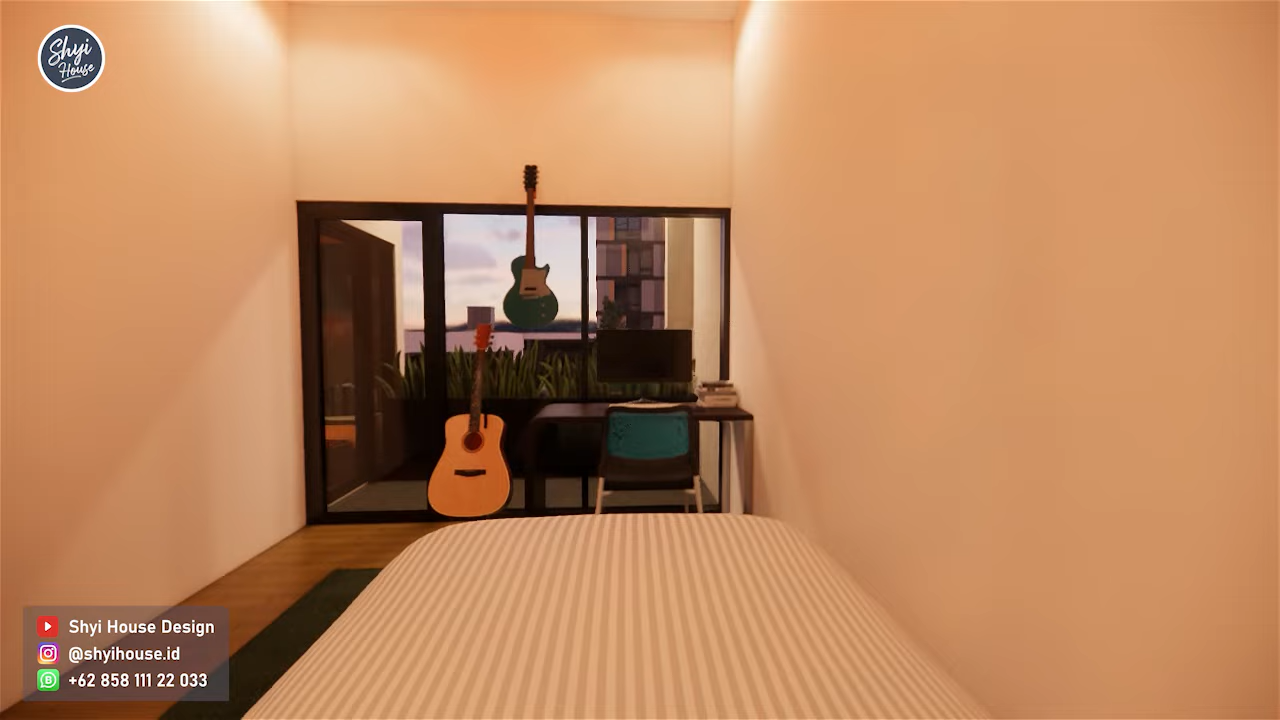 Shyi
House
Shyi House Design
@shyihouse.id
+62 858 111 22 033